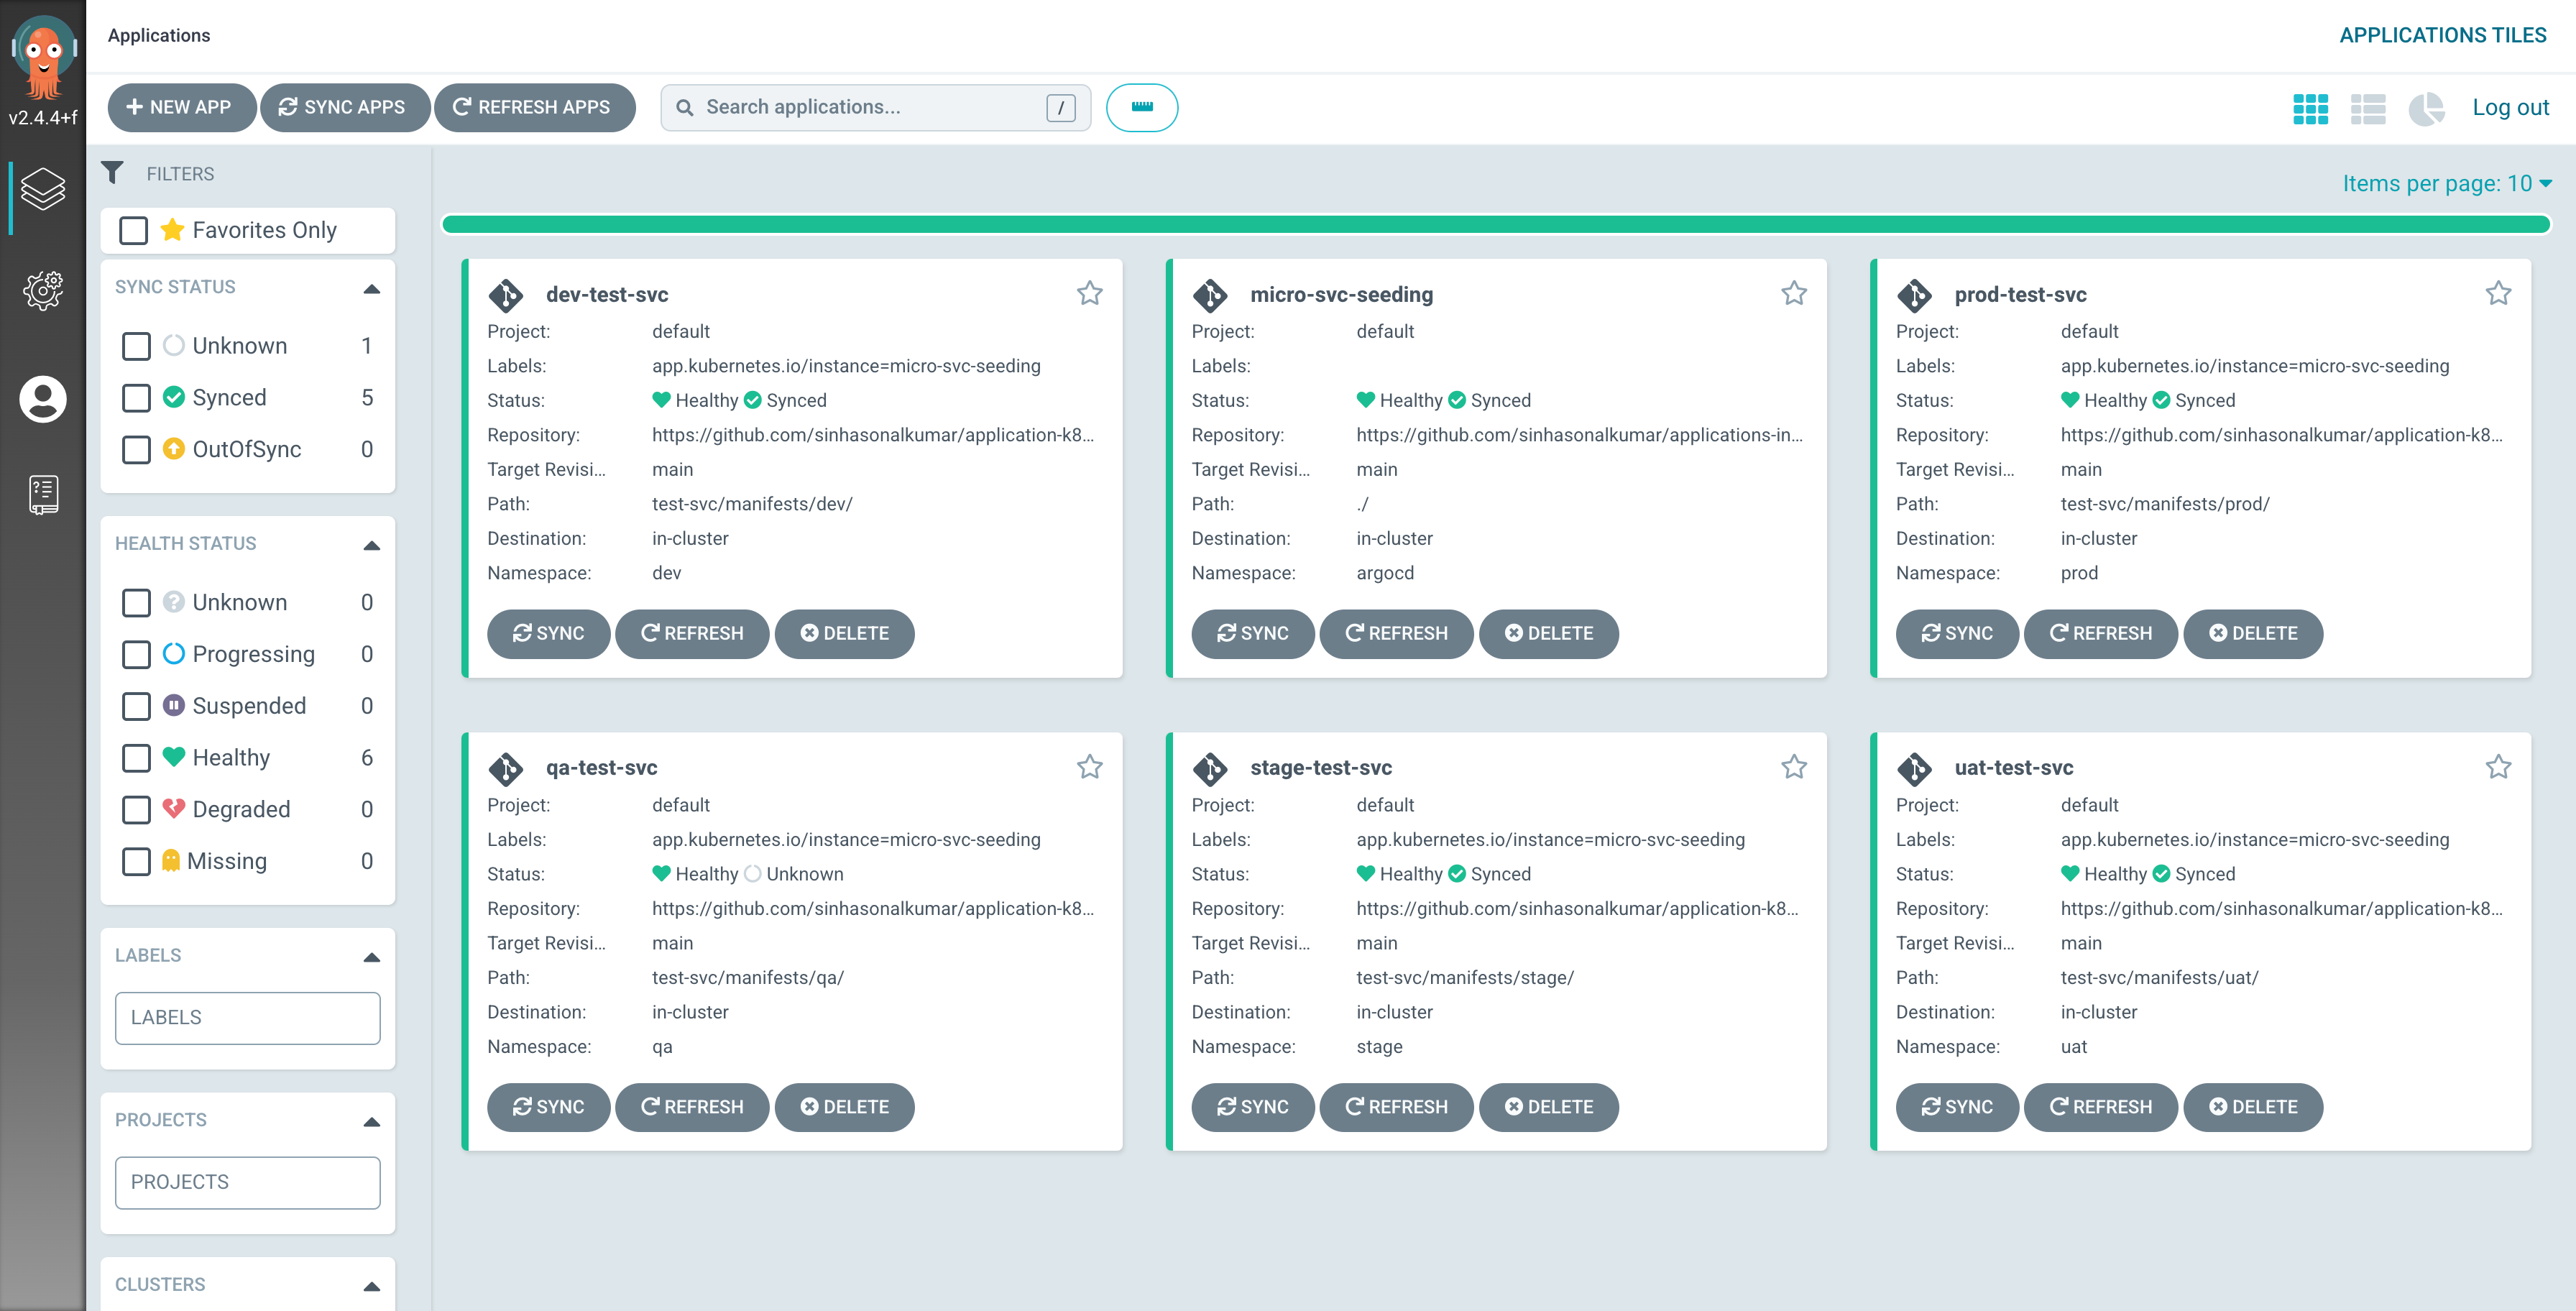 Applications
APPLICATIONS TILES
v2.4.4+f
NEW APP
SYNC APPS
REFRESH APPS
Search applications...
/
Log out
FILTERS
Items per page: 10
Favorites Only
SYNC STATUS
Unknown 1
Synced 5
OutOfSync 0
HEALTH STATUS
Unknown 0
Progressing 0
Suspended 0
Healthy 6
Degraded 0
Missing 0
LABELS
LABELS
PROJECTS
PROJECTS
CLUSTERS
dev-test-svc
Project: default
Labels: app.kubernetes.io/instance=micro-svc-seeding
Status: Healthy Synced
Repository: https://github.com/sinhasonalkumar/application-k8...
Target Revisi... main
Path: test-svc/manifests/dev/
Destination: in-cluster
Namespace: dev
SYNC REFRESH DELETE
micro-svc-seeding
Project: default
Labels:
Status: Healthy Synced
Repository: https://github.com/sinhasonalkumar/applications-in...
Target Revisi... main
Path: ./
Destination: in-cluster
Namespace: argocd
SYNC REFRESH DELETE
prod-test-svc
Project: default
Labels: app.kubernetes.io/instance=micro-svc-seeding
Status: Healthy Synced
Repository: https://github.com/sinhasonalkumar/application-k8...
Target Revisi... main
Path: test-svc/manifests/prod/
Destination: in-cluster
Namespace: prod
SYNC REFRESH DELETE
qa-test-svc
Project: default
Labels: app.kubernetes.io/instance=micro-svc-seeding
Status: Healthy Unknown
Repository: https://github.com/sinhasonalkumar/application-k8...
Target Revisi... main
Path: test-svc/manifests/qa/
Destination: in-cluster
Namespace: qa
SYNC REFRESH DELETE
stage-test-svc
Project: default
Labels: app.kubernetes.io/instance=micro-svc-seeding
Status: Healthy Synced
Repository: https://github.com/sinhasonalkumar/application-k8...
Target Revisi... main
Path: test-svc/manifests/stage/
Destination: in-cluster
Namespace: stage
SYNC REFRESH DELETE
uat-test-svc
Project: default
Labels: app.kubernetes.io/instance=micro-svc-seeding
Status: Healthy Synced
Repository: https://github.com/sinhasonalkumar/application-k8...
Target Revisi... main
Path: test-svc/manifests/uat/
Destination: in-cluster
Namespace: uat
SYNC REFRESH DELETE